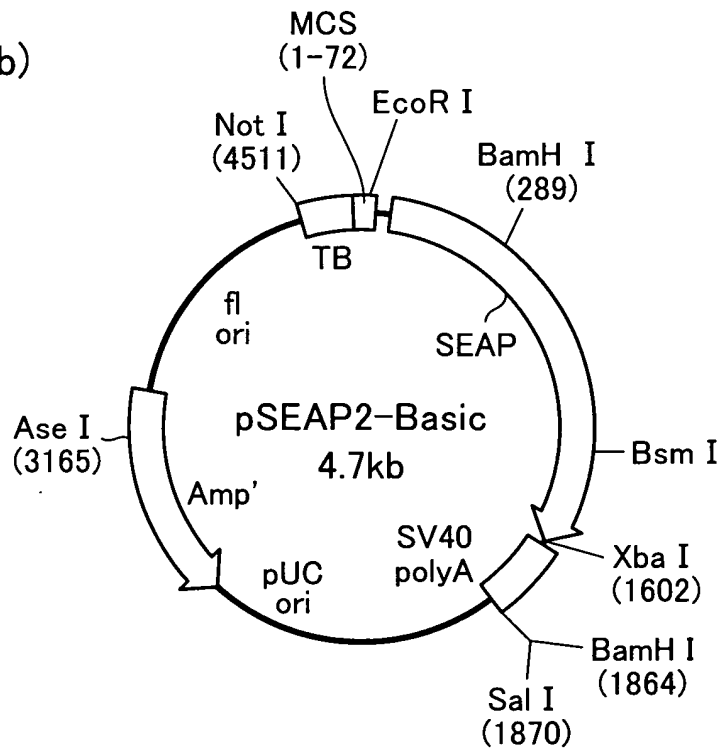 b)
MCS
(1-72)
EcoR I
Not I
(4511)
BamH I
(289)
TB
fl
ori
SEAP
pSEAP2-Basic
4.7kb
Ase I
(3165)
Bsm I
Amp'
SV40
polyA
pUC
ori
Xba I
(1602)
BamH I
(1864)
Sal I
(1870)